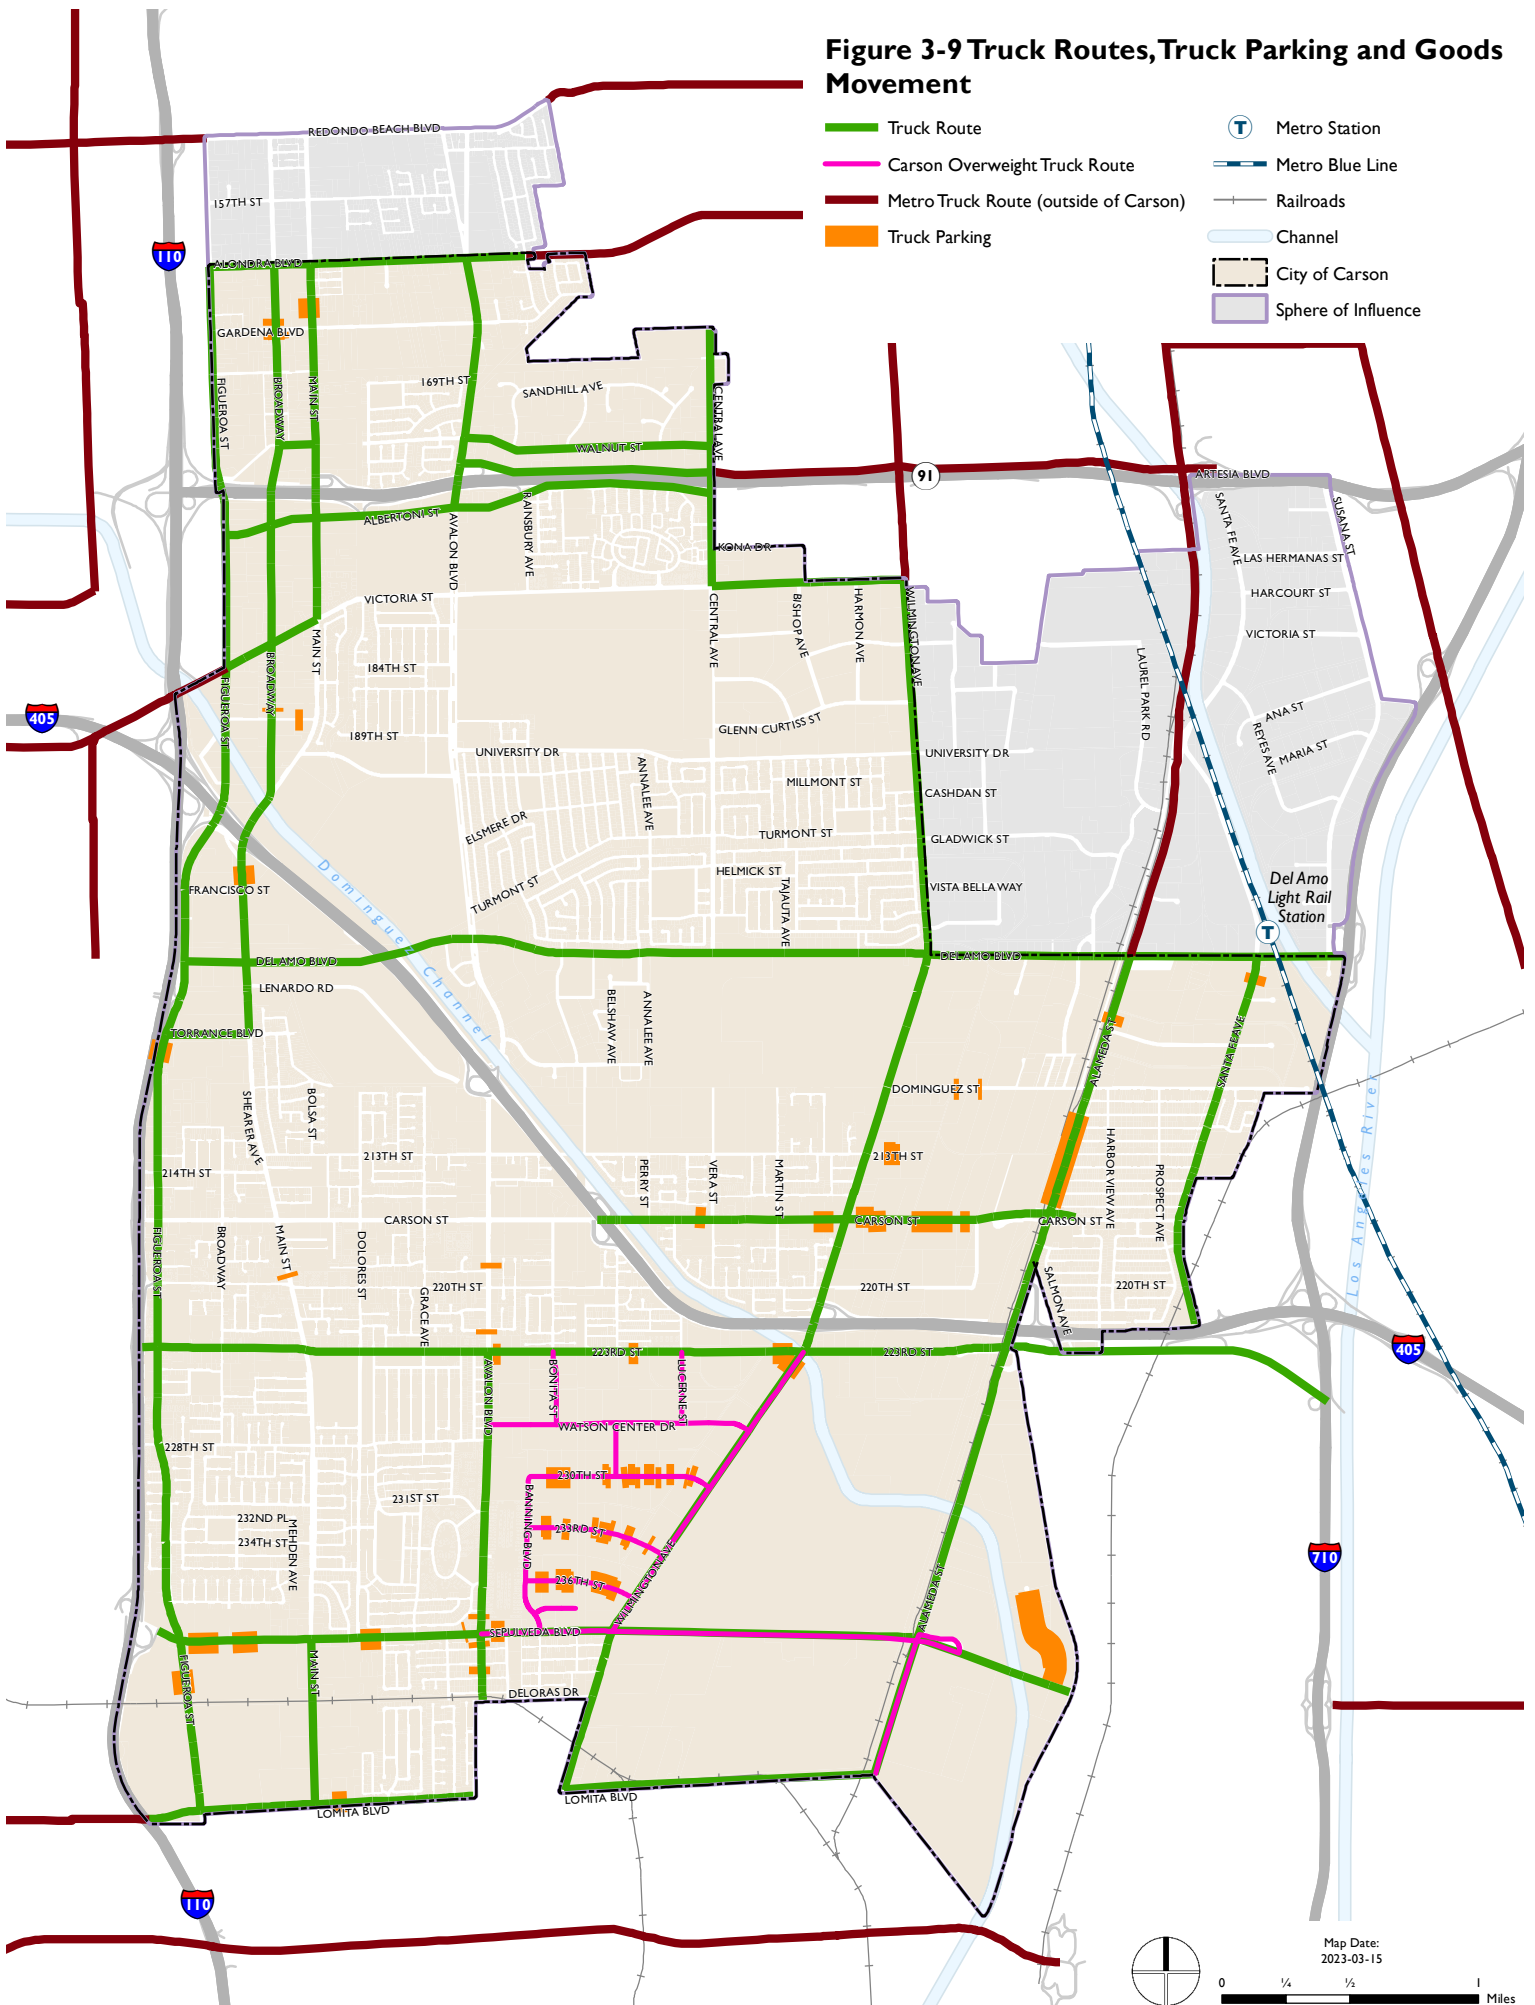 Figure 3-9 Truck Routes, Truck Parking and Goods
Movement
Truck Route
Carson Overweight Truck Route
Metro Truck Route (outside of Carson)
Truck Parking
T
Metro Station
Metro Blue Line
Railroads
Channel
City of Carson
Sphere of Influence
REDONDO BEACH BLVD
157TH ST
110
ALONDRA BLVD
GARDENA BLVD
FIGUEROA ST
BROADWAY
MAIN ST
169TH ST
SANDHILL AVE
CENTRAL AVE
WALNUT ST
91
ARTESIA BLVD
SANTA FE AVE
SUSANA ST
ALBERTONI ST
AVALON BLVD
RAINSBURY AVE
KONA DR
LAS HERMANAS ST
HARCOURT ST
VICTORIA ST
VICTORIA ST
MAIN ST
184TH ST
CENTRAL AVE
BISHOP AVE
HARMON AVE
WILMINGTON AVE
LAUREL PARK RD
BROADWAY
FIGUEROA ST
405
189TH ST
UNIVERSITY DR
GLENN CURTISS ST
UNIVERSITY DR
ANA ST
REYES AVE
MARIA ST
ANNALEE AVE
MILLMONT ST
CASHDAN ST
ELSMERE DR
TURMONT ST
GLADWICK ST
HELMICK ST
TURMONT ST
TAJAUTA AVE
VISTA BELLA WAY
Del Amo
Light Rail
Station
T
FRANCISCO ST
Dominguez Channel
DEL AMO BLVD
DEL AMO BLVD
LENARDO RD
TORRANCE BLVD
BELSHAW AVE
ANNALEE AVE
ALAMEDA ST
SANTA FE AVE
DOMINGUEZ ST
SHEARER AVE
BOLSA ST
213TH ST
214TH ST
PERRY ST
VERA ST
MARTIN ST
213TH ST
HARBOR VIEW AVE
PROSPECT AVE
Los Angeles River
CARSON ST
CARSON ST
CARSON ST
FIGUEROA ST
BROADWAY
MAIN ST
DOLORES ST
GRACE AVE
220TH ST
220TH ST
SALMON AVE
220TH ST
223RD ST
223RD ST
405
AVALON BLVD
BONITA ST
LUCERNE ST
WATSON CENTER DR
228TH ST
230TH ST
231ST ST
BANNING BLVD
232ND PL
234TH ST
MEHDEN AVE
233RD ST
236TH ST
WILMINGTON AVE
ALAMEDA ST
710
SEPULVEDA BLVD
FIGUEROA ST
MAIN ST
DELORAS DR
LOMITA BLVD
LOMITA BLVD
110
Map Date:
2023-03-15
0 ¼ ½ 1
Miles